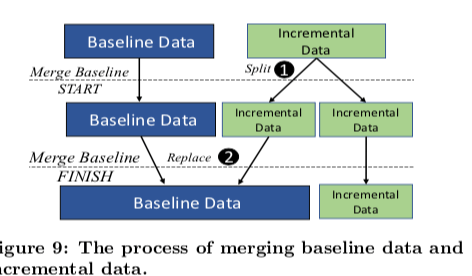 Baseline Data
Incremental
Data
Split 1
Merge Baseline
START
Baseline Data
Incremental
Data
Incremental
Data
Merge Baseline
Replace 2
FINISH
Baseline Data
Incremental
Data
igure 9: The process of merging baseline data and
ncremental data.